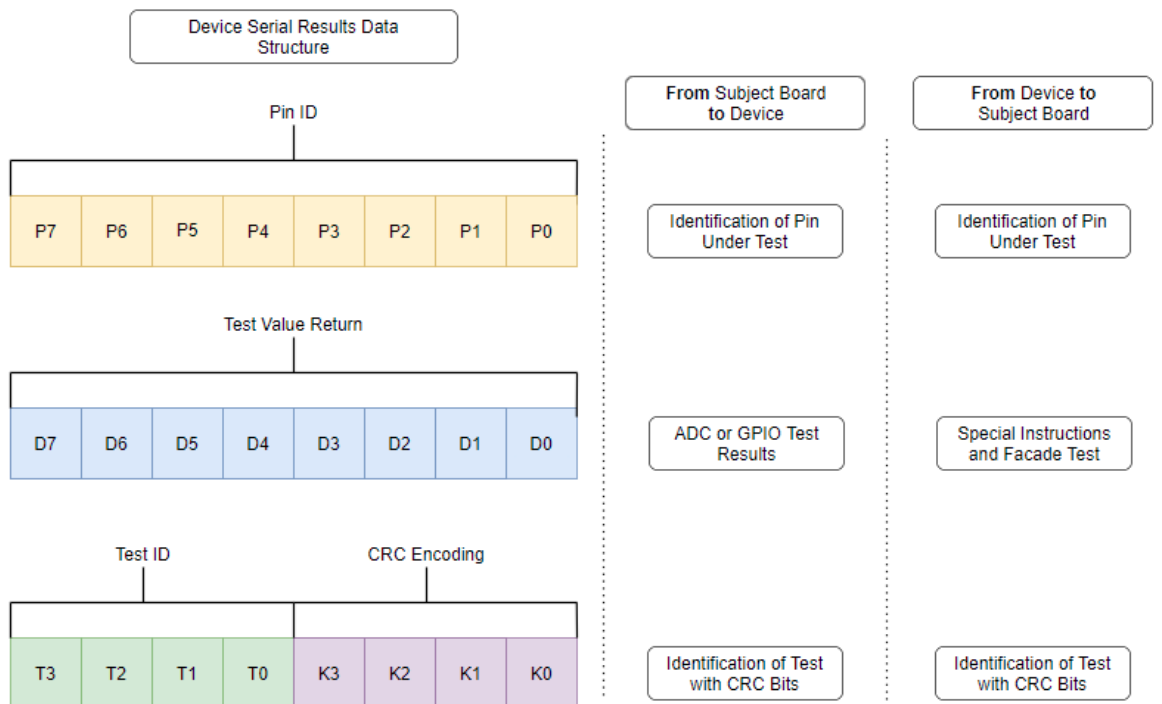 Device Serial Results Data
Structure
From Subject Board
to Device
From Device to
Subject Board
Pin ID
P7 P6 P5 P4 P3 P2 P1 P0
Identification of Pin
Under Test
Identification of Pin
Under Test
Test Value Return
D7 D6 D5 D4 D3 D2 D1 D0
ADC or GPIO Test
Results
Special Instructions
and Facade Test
Test ID
CRC Encoding
T3 T2 T1 T0 K3 K2 K1 K0
Identification of Test
with CRC Bits
Identification of Test
with CRC Bits